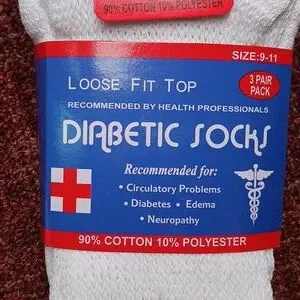 90% COTTON 10% POLYESTER
SIZE:9-11
LOOSE FIT TOP
3 PAIR
PACK
RECOMMENDED BY HEALTH PROFESSIONALS
DIABETIC SOCKS
Recommended for:
• Circulatory Problems
• Diabetes • Edema
• Neuropathy
90% COTTON 10% POLYESTER